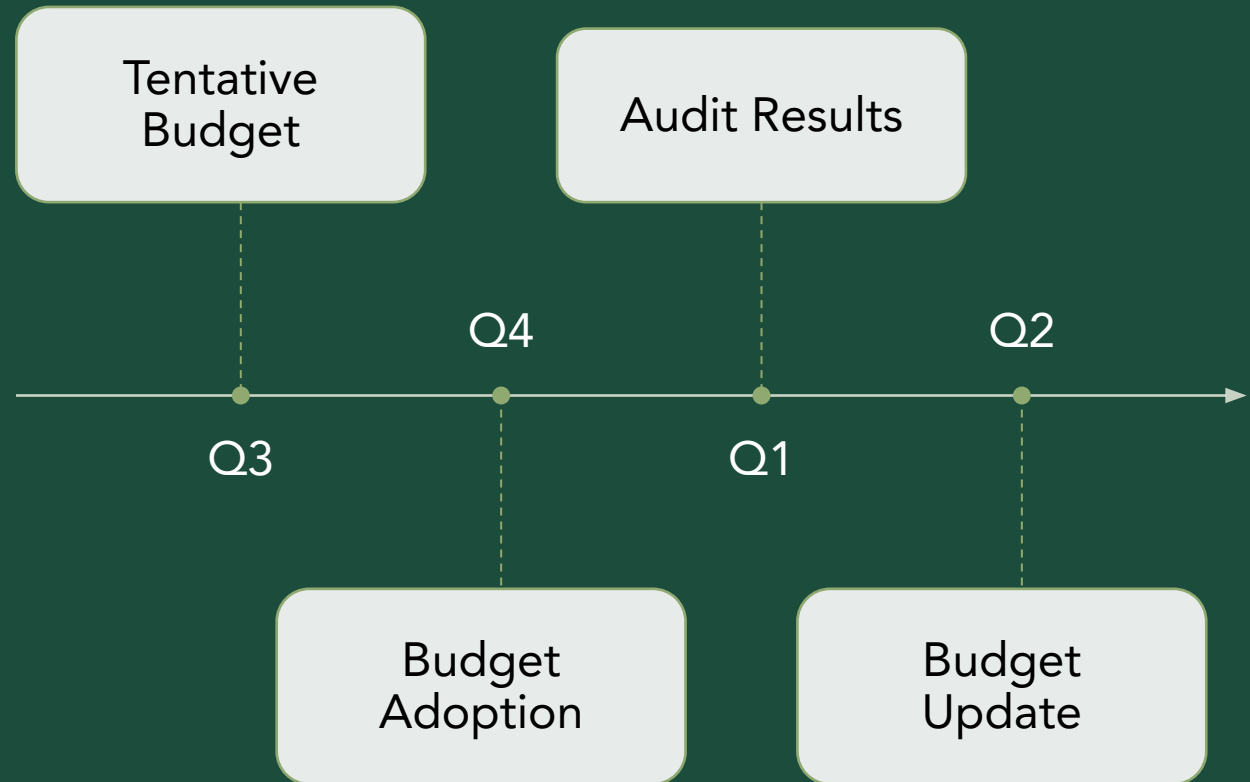 Tentative
Budget
Audit Results
Q4
Q2
Q3
Q1
Budget
Adoption
Budget
Update